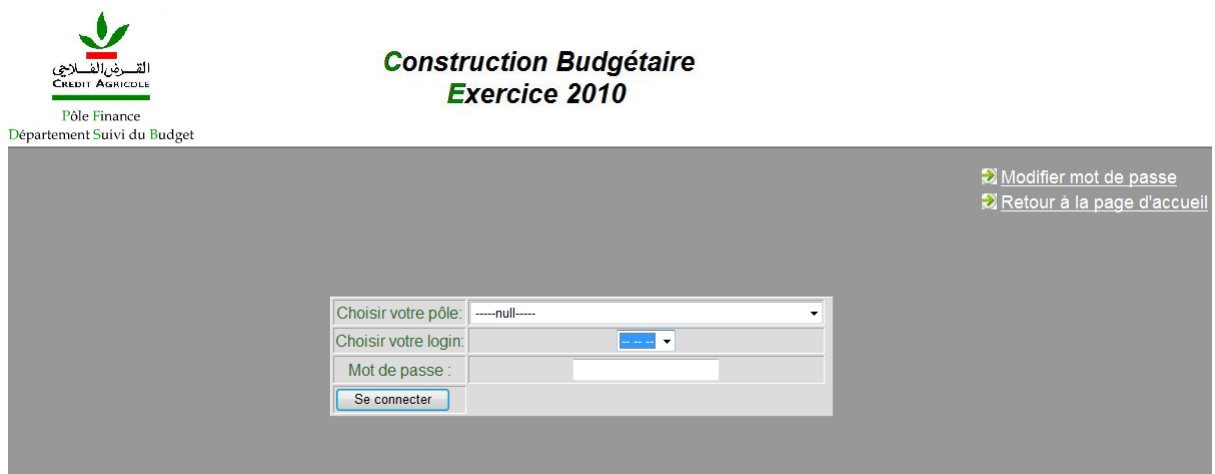 القرض الفلاحي
CREDIT AGRICOLE
Pôle Finance
Département Suivi du Budget
Construction Budgétaire
Exercice 2010
Modifier mot de passe
Retour à la page d'accueil
Choisir votre pôle: -----null-----
Choisir votre login: -- -- --
Mot de passe :
Se connecter